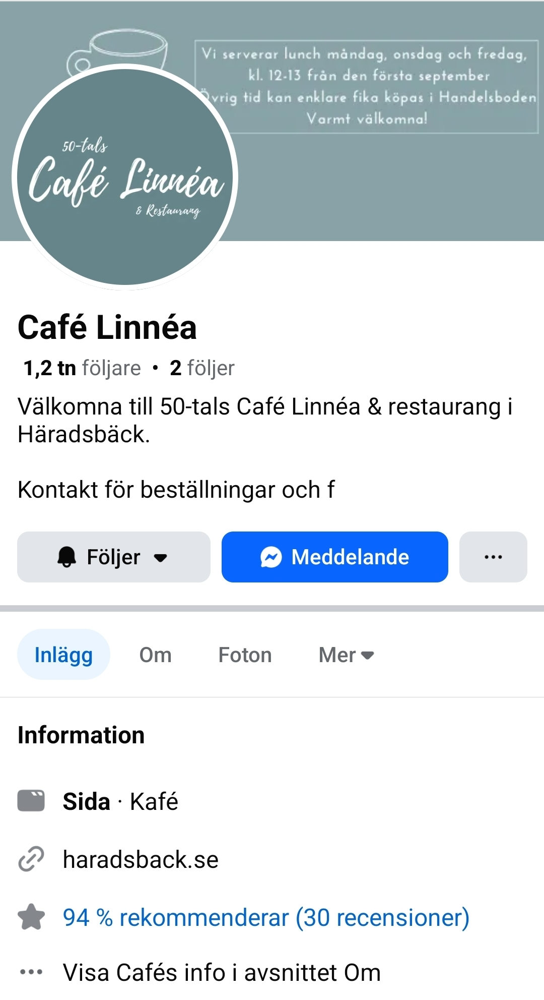 Vi serverar lunch måndag, onsdag och fredag,
kl. 12-13 från den första september
Övrig tid kan enklare fika köpas i Handelsboden
Varmt välkomna!
50-tals
Café Linnéa
& Restaurang
Café Linnéa
1,2 tn följare • 2 följer
Välkomna till 50-tals Café Linnéa & restaurang i
Häradsbäck.
Kontakt för beställningar och f
Följer
Meddelande
Inlägg Om Foton Mer
Information
Sida · Kafé
haradsback.se
94 % rekommenderar (30 recensioner)
Visa Cafés info i avsnittet Om